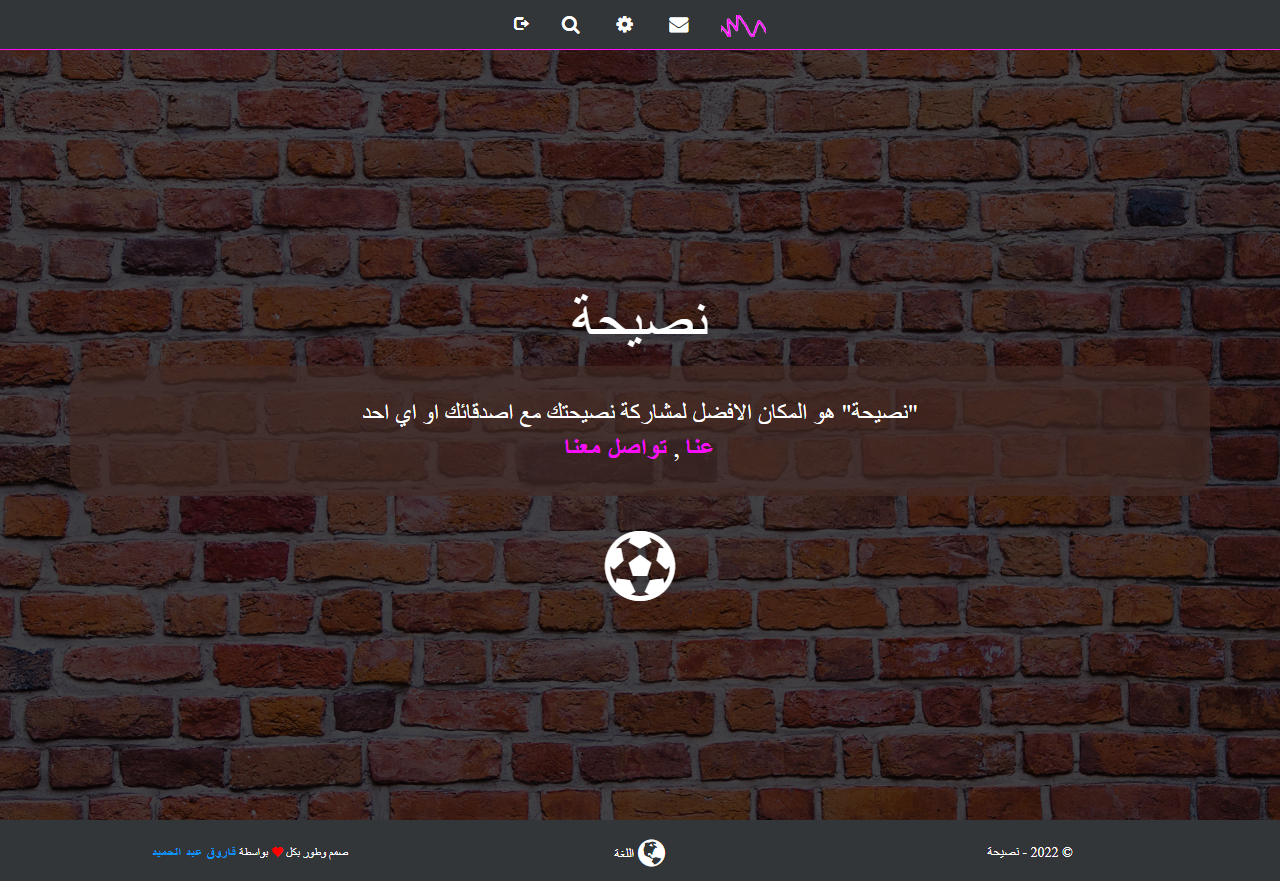 نصيحة
"نصيحة" هو المكان الافضل لمشاركة نصيحتك مع اصدقائك او اي احد
عنا , تواصل معنا
© 2022 - نصيحة
اللغة
صمم وطور بكل بواسطة فاروق عبد الحميد